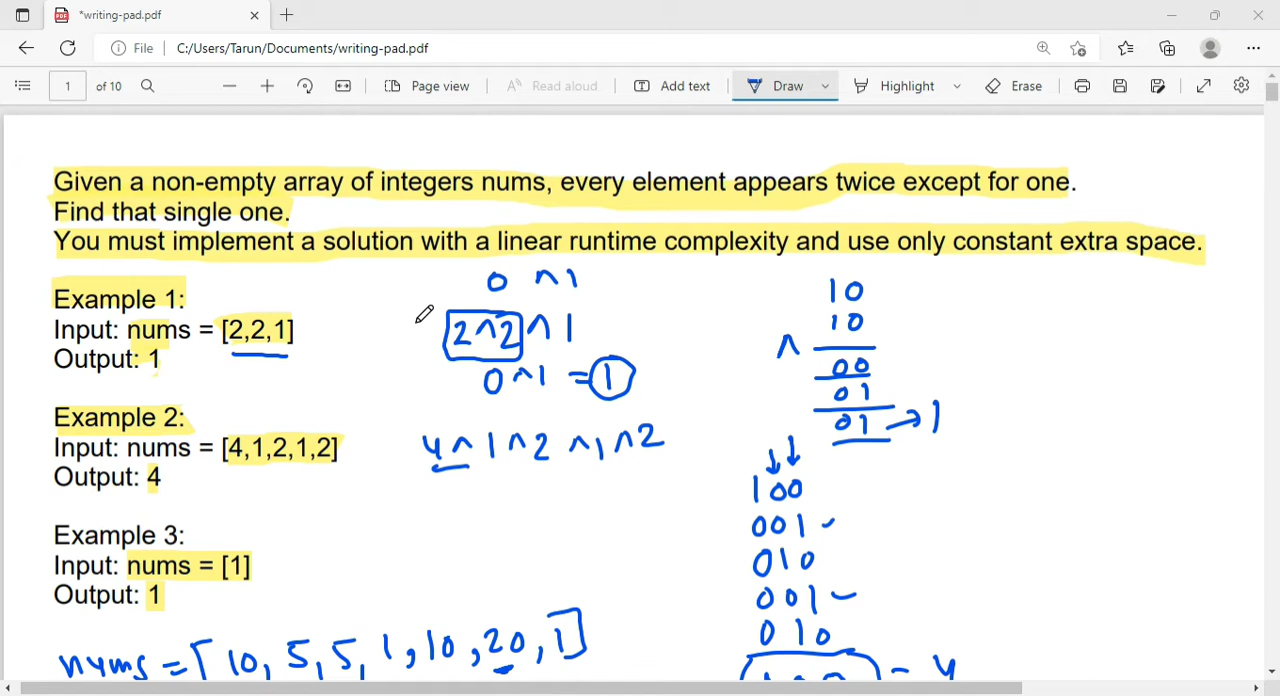 *writing-pad.pdf
File C:/Users/Tarun/Documents/writing-pad.pdf
1 of 10 Page view Read aloud Add text Draw Highlight Erase
Given a non-empty array of integers nums, every element appears twice except for one.
Find that single one.
You must implement a solution with a linear runtime complexity and use only constant extra space.
Example 1:
Input: nums = [2,2,1]
Output: 1
Example 2:
Input: nums = [4,1,2,1,2]
Output: 4
Example 3:
Input: nums = [1]
Output: 1
nums = [10, 5, 5, 1, 10, 20, 1]
0 ^ 1
2^2 ^ 1
0 ^ 1 = 1
4 ^ 1 ^ 2 ^ 1 ^ 2
10
10
^
00
01
01 → 1
100
001
010
001
010
- 4